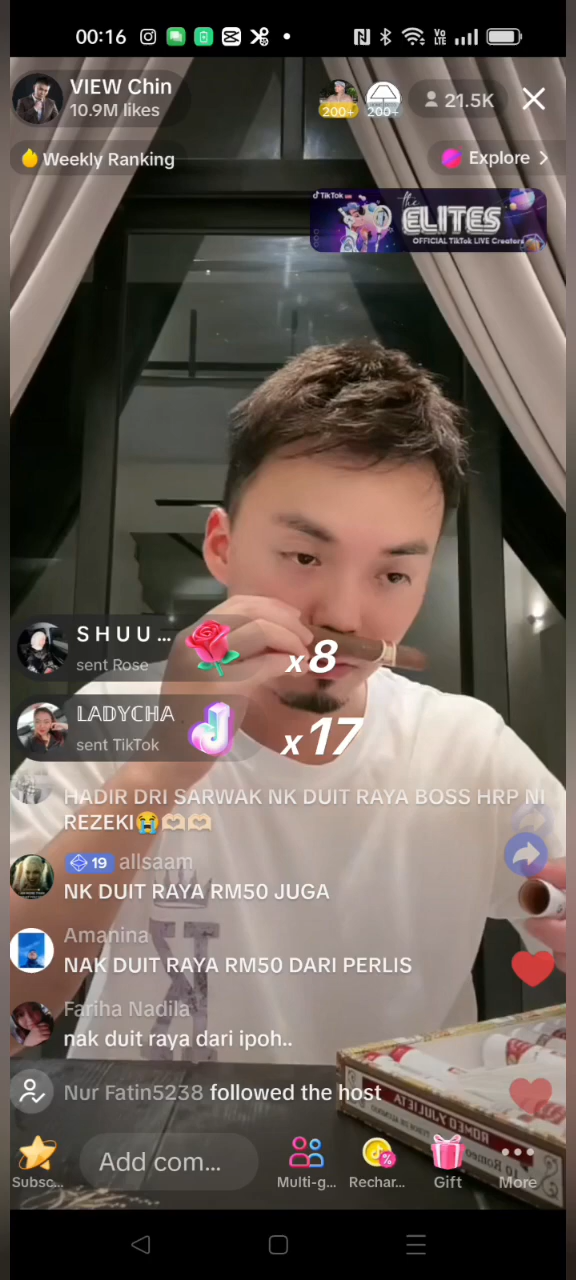 00:16
VIEW Chin
10.9M likes
200+
200+
21.5K
Weekly Ranking
Explore
TikTok
the
ELITES
OFFICIAL TikTok LIVE Creators
S H U U ...
sent Rose
x8
LADYCHA
sent TikTok
x17
HADIR DRI SARWAK NK DUIT RAYA BOSS HRP NI
REZEKI😭🫶🫶
19 allsaam
NK DUIT RAYA RM50 JUGA
Amanina
NAK DUIT RAYA RM50 DARI PERLIS
Fariha Nadila
nak duit raya dari ipoh..
Nur Fatin5238 followed the host
ROMEO Y JULIETA
10 Romeo
Add com...
Subsc...
Multi-g...
Rechar...
Gift
More